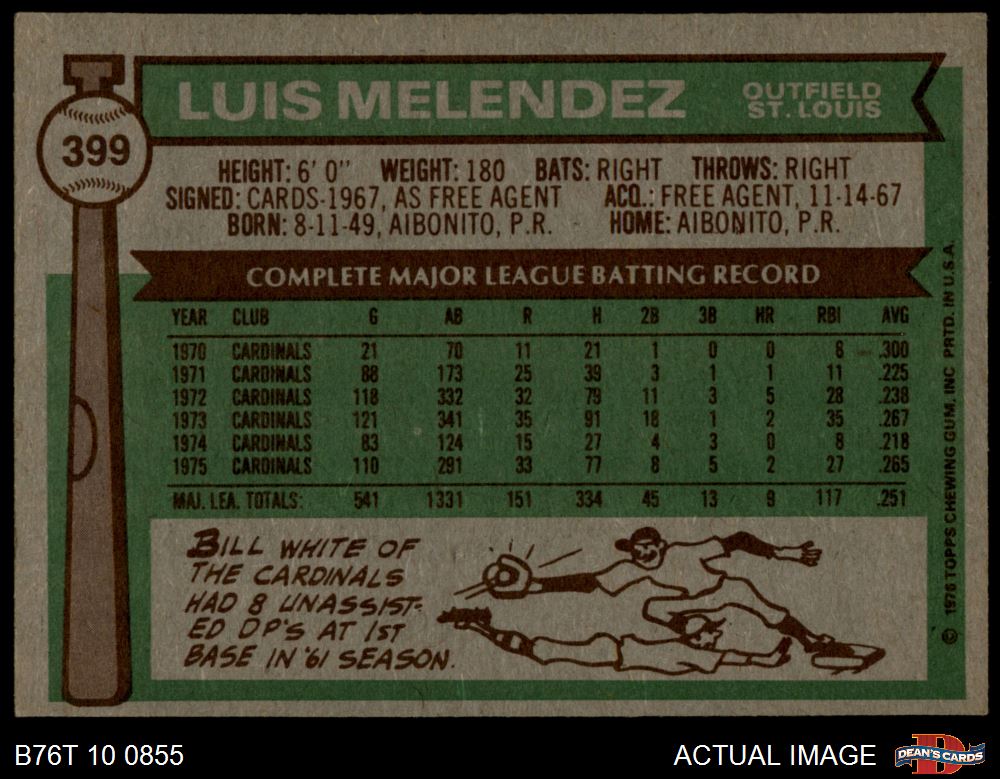 399
LUIS MELENDEZ
OUTFIELD
ST. LOUIS
HEIGHT: 6' 0" WEIGHT: 180 BATS: RIGHT THROWS: RIGHT
SIGNED: CARDS-1967, AS FREE AGENT ACQ.: FREE AGENT, 11-14-67
BORN: 8-11-49, AIBONITO, P.R. HOME: AIBONITO, P.R.
COMPLETE MAJOR LEAGUE BATTING RECORD
YEAR CLUB G AB R H 2B 3B HR RBI AVG
1970 CARDINALS 21 70 11 21 1 0 0 8 .300
1971 CARDINALS 88 173 25 39 3 1 1 11 .225
1972 CARDINALS 118 332 32 79 11 3 5 28 .238
1973 CARDINALS 121 341 35 91 18 1 2 35 .267
1974 CARDINALS 83 124 15 27 4 3 0 8 .218
1975 CARDINALS 110 291 33 77 8 5 2 27 .265
MAJ. LEA. TOTALS: 541 1331 151 334 45 13 9 117 .251
BILL WHITE OF
THE CARDINALS
HAD 8 UNASSIST-
ED DP'S AT 1ST
BASE IN '61 SEASON.
© 1976 TOPPS CHEWING GUM, INC PRTD. IN U.S.A.
B76T 10 0855
ACTUAL IMAGE
DEAN'S CARDS